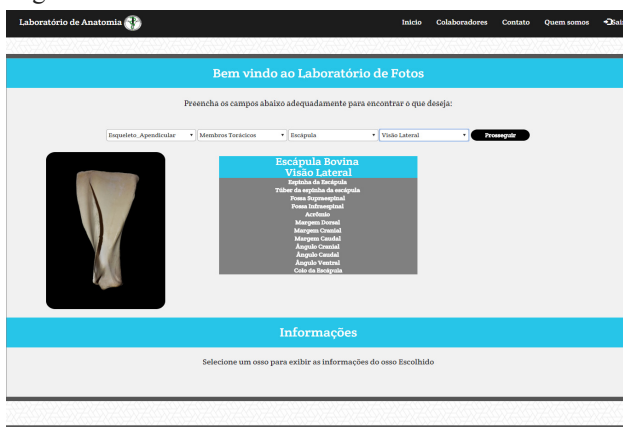 Laboratório de Anatomia
Início Colaboradores Contato Quem somos Sair
Bem vindo ao Laboratório de Fotos
Preencha os campos abaixo adequadamente para encontrar o que deseja:
Esqueleto_Apendicular Membros Torácicos Escápula Visão Lateral Prosseguir
Escápula Bovina
Visão Lateral
Espinha da Escápula
Túber da espinha da escápula
Fossa Supraespinal
Fossa Infraespinal
Acrômio
Margem Dorsal
Margem Cranial
Margem Caudal
Ângulo Cranial
Ângulo Caudal
Ângulo Ventral
Colo da Escápula
Informações
Selecione um osso para exibir as informações do osso Escolhido